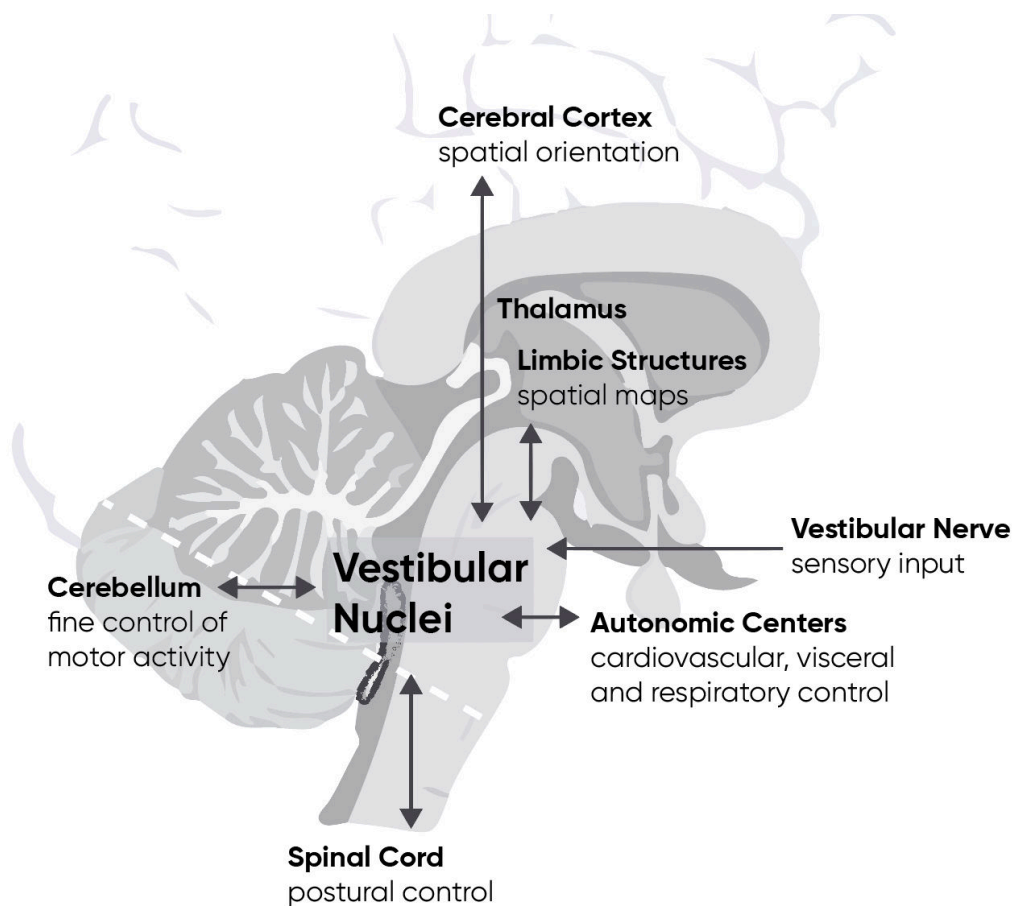 Cerebral Cortex
spatial orientation
Thalamus
Limbic Structures
spatial maps
Vestibular Nerve
sensory input
Vestibular
Nuclei
Cerebellum
fine control of
motor activity
Autonomic Centers
cardiovascular, visceral
and respiratory control
Spinal Cord
postural control